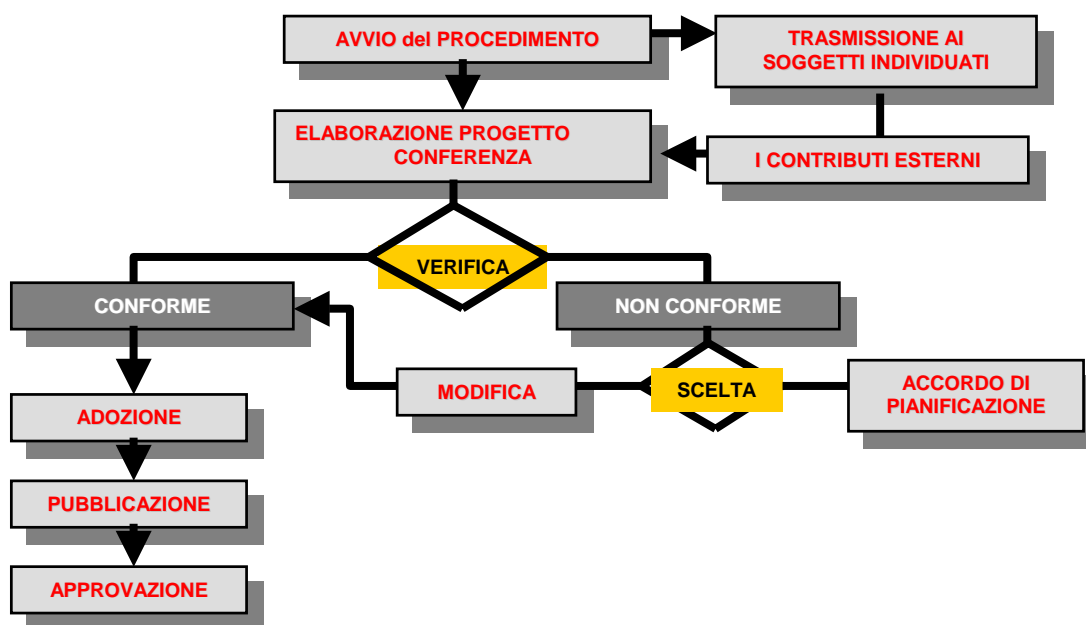 AVVIO del PROCEDIMENTO
TRASMISSIONE AI
SOGGETTI INDIVIDUATI
ELABORAZIONE PROGETTO
CONFERENZA
I CONTRIBUTI ESTERNI
VERIFICA
CONFORME
NON CONFORME
MODIFICA
SCELTA
ACCORDO DI
PIANIFICAZIONE
ADOZIONE
PUBBLICAZIONE
APPROVAZIONE